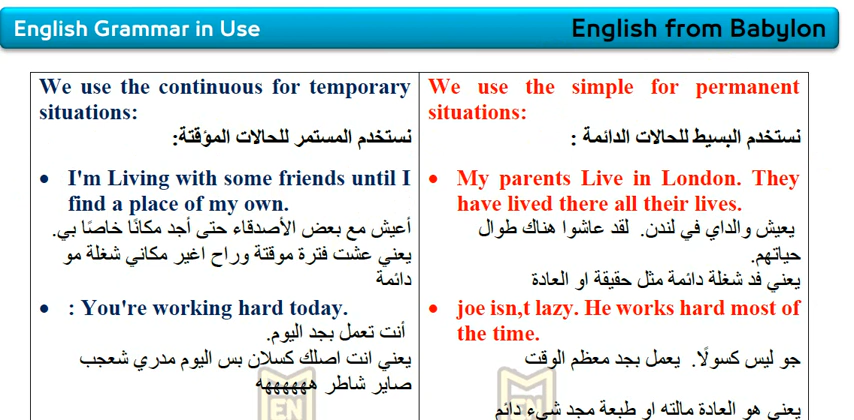 English Grammar in Use
English from Babylon
We use the continuous for temporary
situations:
نستخدم المستمر للحالات المؤقتة:
• I'm Living with some friends until I
find a place of my own.
أعيش مع بعض الأصدقاء حتى أجد مكانًا خاصًا بي.
يعني عشت فترة موقتة وراح اغير مكاني شغلة مو
دائمة
• : You're working hard today.
أنت تعمل بجد اليوم.
يعني انت اصلك كسلان بس اليوم مدري شعجب
صاير شاطر ههههههه
We use the simple for permanent
situations:
نستخدم البسيط للحالات الدائمة :
• My parents Live in London. They
have lived there all their lives.
يعيش والداي في لندن. لقد عاشوا هناك طوال
حياتهم.
يعني فد شغلة دائمة مثل حقيقة او العادة
• joe isn,t lazy. He works hard most of
the time.
جو ليس كسولًا. يعمل بجد معظم الوقت
يعني هو العادة مالته او طبعة مجد شيء دائم
EN
EN